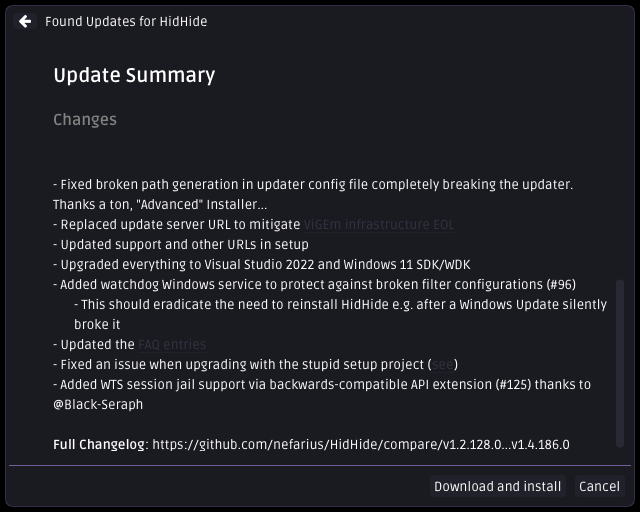 Found Updates for HidHide
Update Summary
Changes
- Fixed broken path generation in updater config file completely breaking the updater.
Thanks a ton, "Advanced" Installer...
- Replaced update server URL to mitigate ViGEm infrastructure EOL
- Updated support and other URLs in setup
- Upgraded everything to Visual Studio 2022 and Windows 11 SDK/WDK
- Added watchdog Windows service to protect against broken filter configurations (#96)
- This should eradicate the need to reinstall HidHide e.g. after a Windows Update silently
broke it
- Updated the FAQ entries
- Fixed an issue when upgrading with the stupid setup project (see)
- Added WTS session jail support via backwards-compatible API extension (#125) thanks to
@Black-Seraph
Full Changelog: https://github.com/nefarius/HidHide/compare/v1.2.128.0...v1.4.186.0
Download and install Cancel